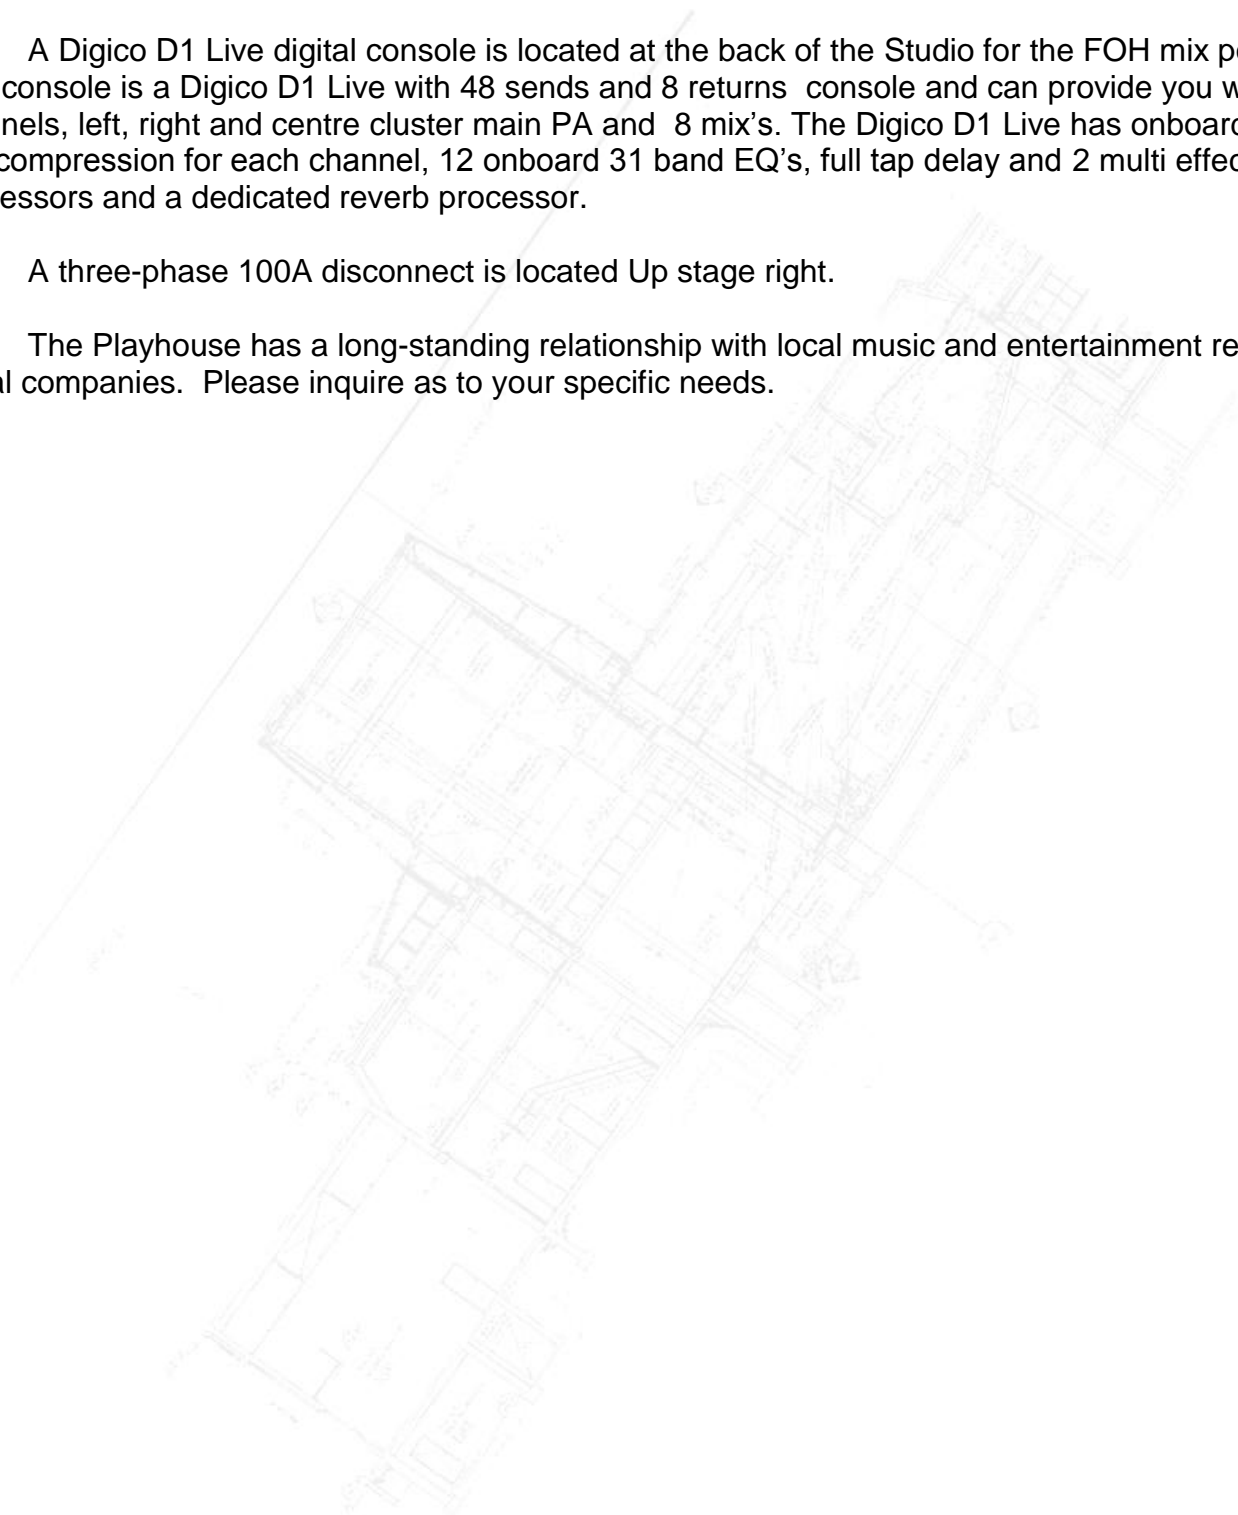 A Digico D1 Live digital console is located at the back of the Studio for the FOH mix
console is a Digico D1 Live with 48 sends and 8 returns  console and can provide you
nels, left, right and centre cluster main PA and  8 mix's. The Digico D1 Live has onboard
compression for each channel, 12 onboard 31 band EQ's, full tap delay and 2 multi effec
essors and a dedicated reverb processor.
A three-phase 100A disconnect is located Up stage right.
The Playhouse has a long-standing relationship with local music and entertainment re
al companies.  Please inquire as to your specific needs.